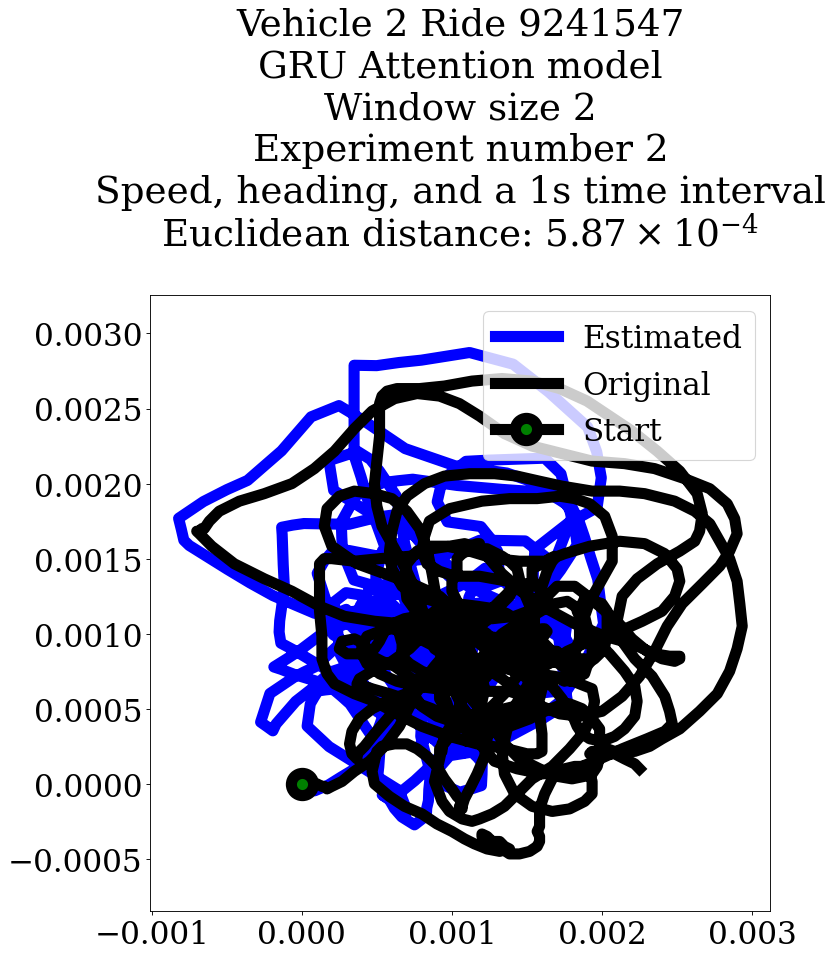 Vehicle 2 Ride 9241547
GRU Attention model
Window size 2
Experiment number 2
Speed, heading, and a 1s time interval
Euclidean distance: 5.87 × 10⁻⁴
Estimated
Original
Start
0.0030
0.0025
0.0020
0.0015
0.0010
0.0005
0.0000
−0.0005
−0.001 0.000 0.001 0.002 0.003